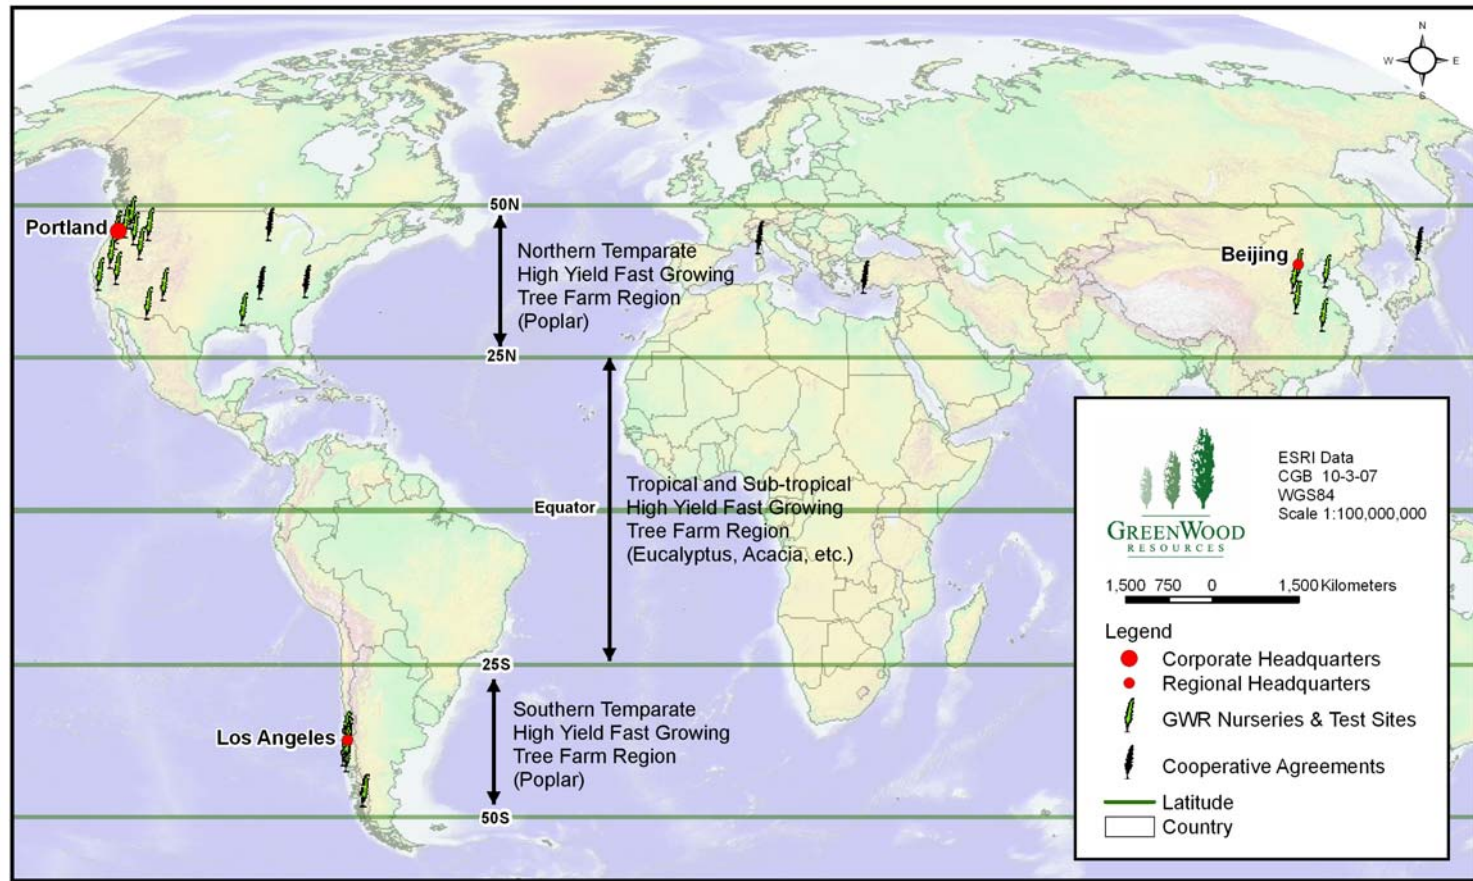 N
W
E
S
50N
Portland
Northern Temparate
High Yield Fast Growing
Tree Farm Region
(Poplar)
Beijing
25N
Equator
Tropical and Sub-tropical
High Yield Fast Growing
Tree Farm Region
(Eucalyptus, Acacia, etc.)
25S
Los Angeles
Southern Temparate
High Yield Fast Growing
Tree Farm Region
(Poplar)
50S
GREENWOOD
RESOURCES
ESRI Data
CGB 10-3-07
WGS84
Scale 1:100,000,000
1,500 750 0 1,500 Kilometers
Legend
Corporate Headquarters
Regional Headquarters
GWR Nurseries & Test Sites
Cooperative Agreements
Latitude
Country